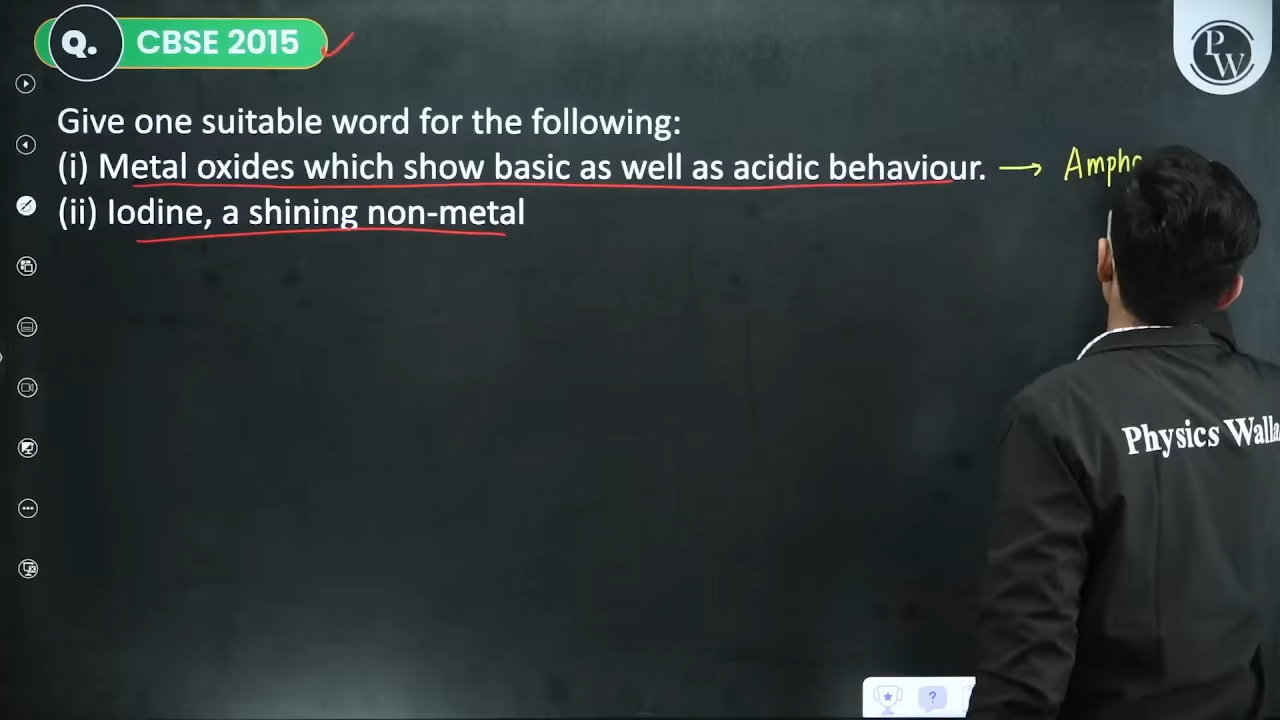 Q. CBSE 2015
PW
Give one suitable word for the following:
(i) Metal oxides which show basic as well as acidic behaviour. → Ampho
(ii) Iodine, a shining non-metal
Physics Walla
?